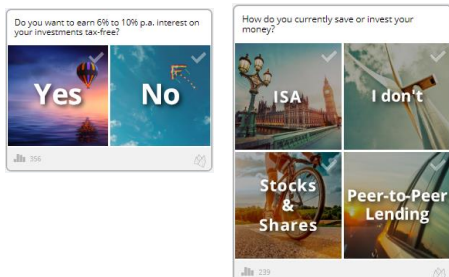 Do you want to earn 6% to 10% p.a. interest on
your investments tax-free?
Yes
No
356
How do you currently save or invest your
money?
ISA
I don't
Stocks
&
Shares
Peer-to-Peer
Lending
239